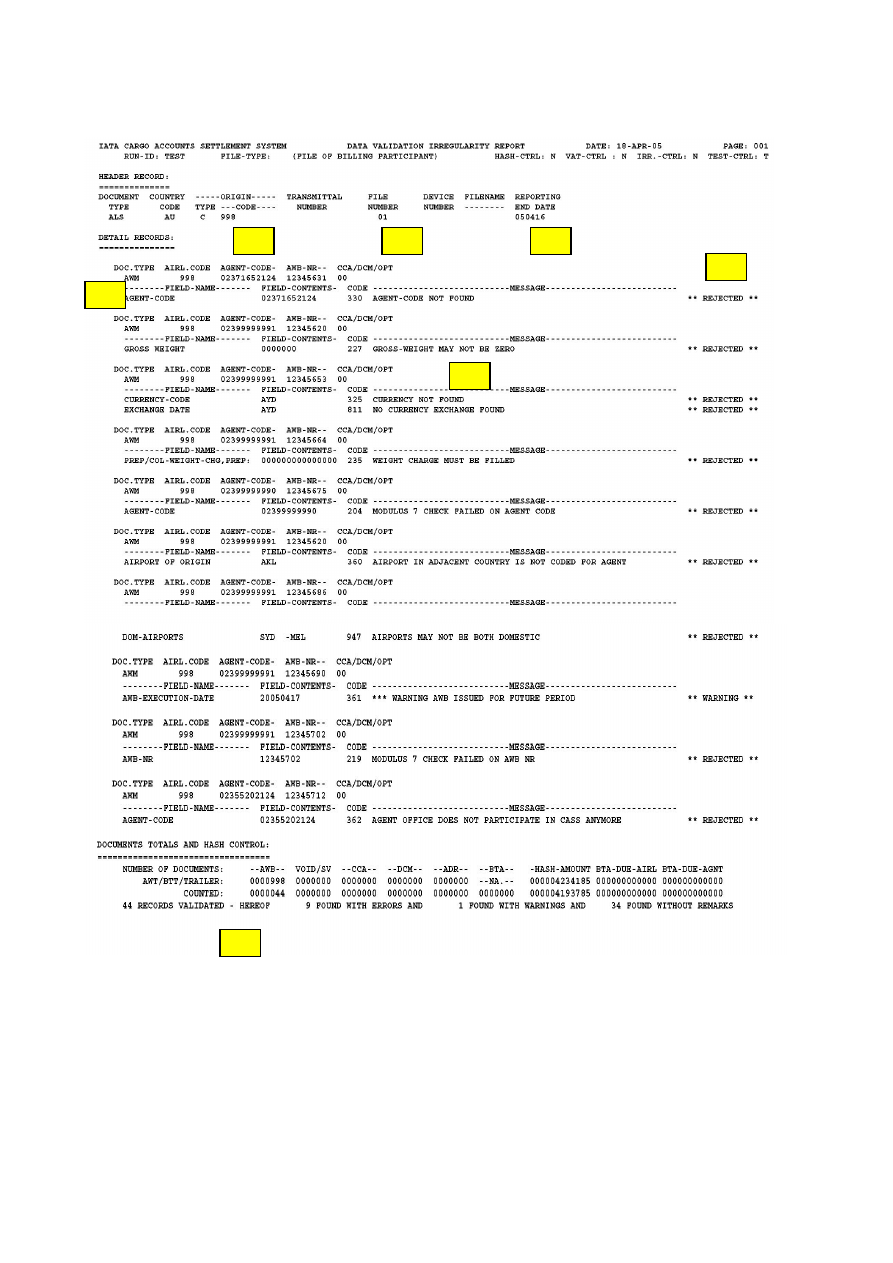 IATA CARGO ACCOUNTS SETTLEMENT SYSTEM DATA VALIDATION IRREGULARITY REPORT DATE: 18-APR-05 PAGE: 001
RUN-ID: TEST FILE-TYPE: (FILE OF BILLING PARTICIPANT) HASH-CTRL: N VAT-CTRL : N IRR.-CTRL: N TEST-CTRL: T
HEADER RECORD:
==============
DOCUMENT COUNTRY -----ORIGIN----- TRANSMITTAL FILE DEVICE FILENAME REPORTING
TYPE CODE TYPE ---CODE---- NUMBER NUMBER NUMBER -------- END DATE
ALS AU C 998 01 050416
DETAIL RECORDS:
===============
DOC.TYPE AIRL.CODE AGENT-CODE- AWB-NR-- CCA/DCM/OPT
AWM 998 02371652124 12345631 00
--------FIELD-NAME------- FIELD-CONTENTS- CODE --------------------------MESSAGE-------------------------
AGENT-CODE 02371652124 330 AGENT-CODE NOT FOUND ** REJECTED **
DOC.TYPE AIRL.CODE AGENT-CODE- AWB-NR-- CCA/DCM/OPT
AWM 998 02399999991 12345620 00
--------FIELD-NAME------- FIELD-CONTENTS- CODE --------------------------MESSAGE-------------------------
GROSS WEIGHT 0000000 227 GROSS-WEIGHT MAY NOT BE ZERO ** REJECTED **
DOC.TYPE AIRL.CODE AGENT-CODE- AWB-NR-- CCA/DCM/OPT
AWM 998 02399999991 12345653 00
--------FIELD-NAME------- FIELD-CONTENTS- CODE --------------------------MESSAGE-------------------------
CURRENCY-CODE AYD 325 CURRENCY NOT FOUND ** REJECTED **
EXCHANGE DATE AYD 811 NO CURRENCY EXCHANGE FOUND ** REJECTED **
DOC.TYPE AIRL.CODE AGENT-CODE- AWB-NR-- CCA/DCM/OPT
AWM 998 02399999991 12345664 00
--------FIELD-NAME------- FIELD-CONTENTS- CODE --------------------------MESSAGE-------------------------
PREP/COL-WEIGHT-CHG,PREP: 000000000000000 235 WEIGHT CHARGE MUST BE FILLED ** REJECTED **
DOC.TYPE AIRL.CODE AGENT-CODE- AWB-NR-- CCA/DCM/OPT
AWM 998 02399999990 12345675 00
--------FIELD-NAME------- FIELD-CONTENTS- CODE --------------------------MESSAGE-------------------------
AGENT-CODE 02399999990 204 MODULUS 7 CHECK FAILED ON AGENT CODE ** REJECTED **
DOC.TYPE AIRL.CODE AGENT-CODE- AWB-NR-- CCA/DCM/OPT
AWM 998 02399999991 12345620 00
--------FIELD-NAME------- FIELD-CONTENTS- CODE --------------------------MESSAGE-------------------------
AIRPORT OF ORIGIN AKL 360 AIRPORT IN ADJACENT COUNTRY IS NOT CODED FOR AGENT ** REJECTED **
DOC.TYPE AIRL.CODE AGENT-CODE- AWB-NR-- CCA/DCM/OPT
AWM 998 02399999991 12345686 00
--------FIELD-NAME------- FIELD-CONTENTS- CODE --------------------------MESSAGE-------------------------
DOM-AIRPORTS SYD -MEL 947 AIRPORTS MAY NOT BE BOTH DOMESTIC ** REJECTED **
DOC.TYPE AIRL.CODE AGENT-CODE- AWB-NR-- CCA/DCM/OPT
AWM 998 02399999991 12345690 00
--------FIELD-NAME------- FIELD-CONTENTS- CODE --------------------------MESSAGE-------------------------
AWB-EXECUTION-DATE 20050417 361 *** WARNING AWB ISSUED FOR FUTURE PERIOD ** WARNING **
DOC.TYPE AIRL.CODE AGENT-CODE- AWB-NR-- CCA/DCM/OPT
AWM 998 02399999991 12345702 00
--------FIELD-NAME------- FIELD-CONTENTS- CODE --------------------------MESSAGE-------------------------
AWB-NR 12345702 219 MODULUS 7 CHECK FAILED ON AWB NR ** REJECTED **
DOC.TYPE AIRL.CODE AGENT-CODE- AWB-NR-- CCA/DCM/OPT
AWM 998 02355202124 12345712 00
--------FIELD-NAME------- FIELD-CONTENTS- CODE --------------------------MESSAGE-------------------------
AGENT-CODE 02355202124 362 AGENT OFFICE DOES NOT PARTICIPATE IN CASS ANYMORE ** REJECTED **
DOCUMENTS TOTALS AND HASH CONTROL:
==================================
NUMBER OF DOCUMENTS: --AWB-- VOID/SV --CCA-- --DCM-- --ADR-- --BTA-- -HASH-AMOUNT BTA-DUE-AIRL BTA-DUE-AGNT
AWT/BTT/TRAILER: 0000998 0000000 0000000 0000000 0000000 --NA.-- 000004234185 000000000000 000000000000
COUNTED: 0000044 0000000 0000000 0000000 0000000 0000000 000004193785 000000000000 000000000000
44 RECORDS VALIDATED - HEREOF 9 FOUND WITH ERRORS AND 1 FOUND WITH WARNINGS AND 34 FOUND WITHOUT REMARKS